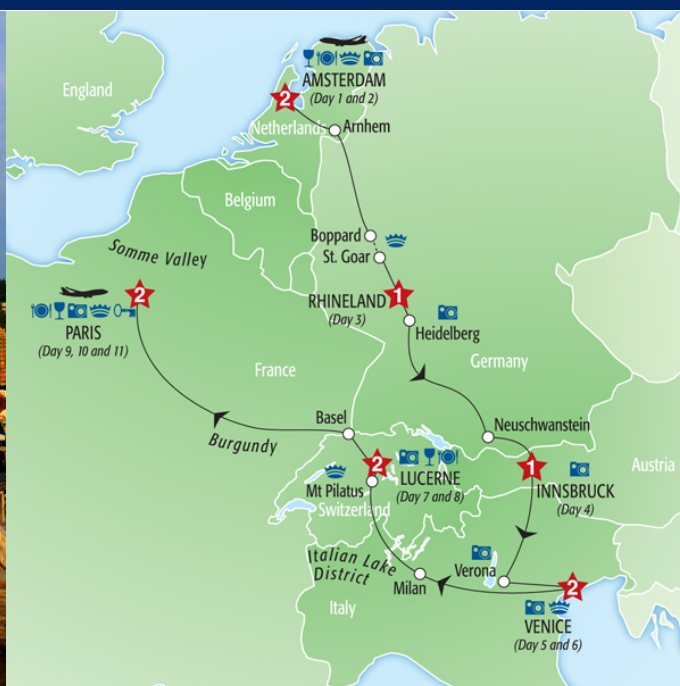 England
AMSTERDAM
(Day 1 and 2)
2
Netherlands
Arnhem
Belgium
Boppard
St. Goar
Somme Valley
2
PARIS
(Day 9, 10 and 11)
RHINELAND
(Day 3)
1
Heidelberg
Germany
France
Basel
Burgundy
Neuschwanstein
2
LUCERNE
(Day 7 and 8)
Mt Pilatus
Switzerland
1
INNSBRUCK
(Day 4)
Austria
Italian Lake
District
Milan
Verona
Italy
2
VENICE
(Day 5 and 6)